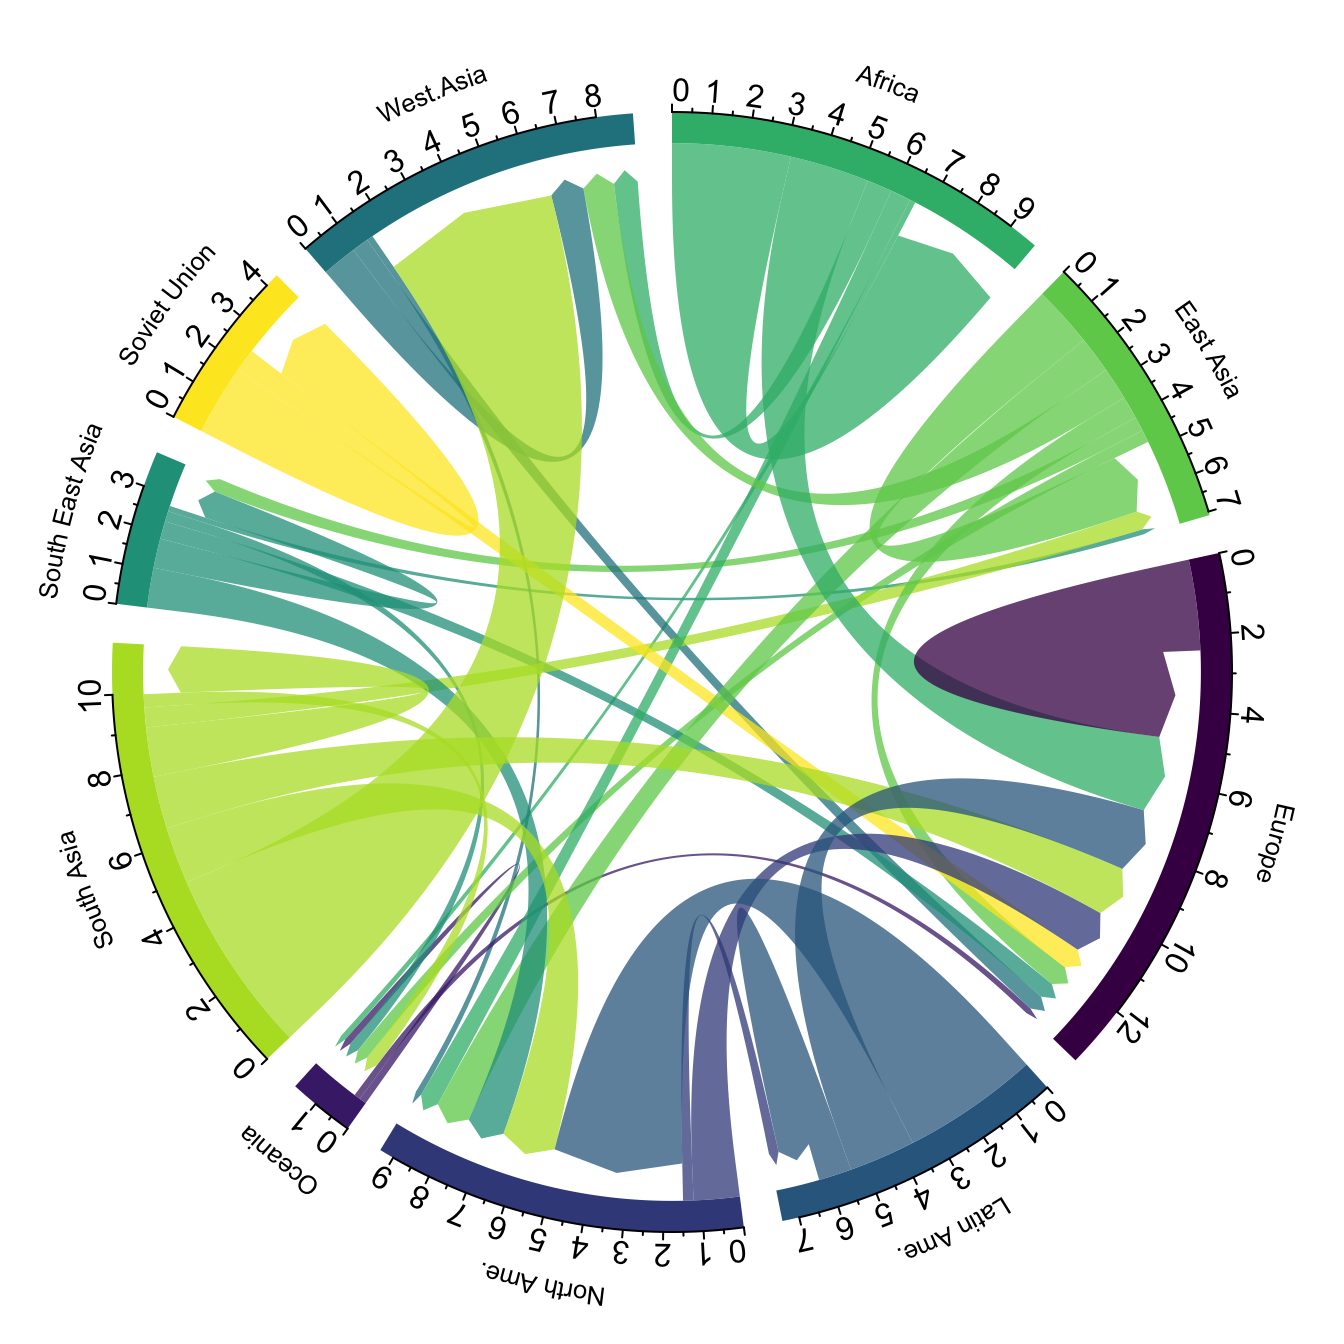 Africa
0 1 2 3 4 5 6 7 8 9
East Asia
0 1 2 3 4 5 6 7
Europe
0 2 4 6 8 10 12
Latin Ame.
0 1 2 3 4 5 6 7
North Ame.
0 1 2 3 4 5 6 7 8 9
Oceania
0 1
South Asia
0 2 4 6 8 10
South East Asia
0 1 2 3
Soviet Union
0 1 2 3 4
West.Asia
0 1 2 3 4 5 6 7 8